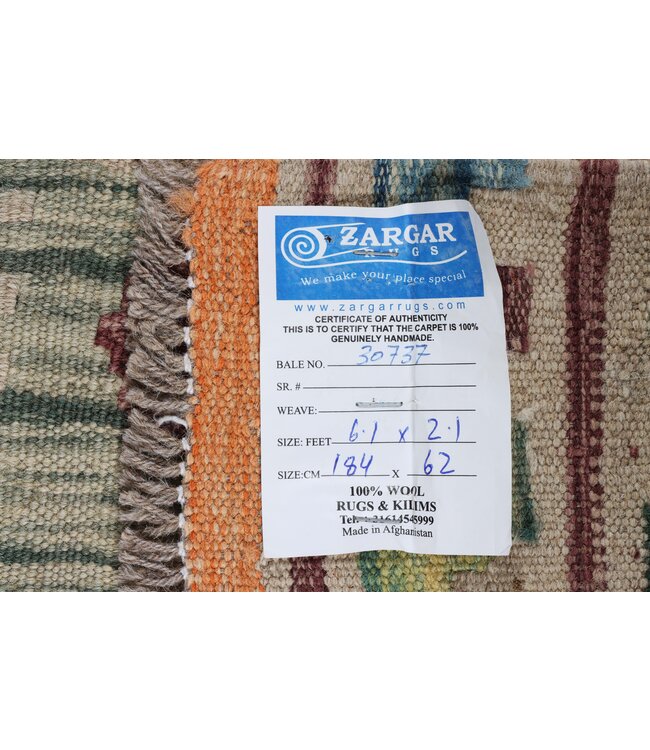 ZARGAR
RUGS
We make your place special
www.zargarrugs.com
CERTIFICATE OF AUTHENTICITY
THIS IS TO CERTIFY THAT THE CARPET IS 100%
GENUINELY HANDMADE.
BALE NO. 30737
SR. #
WEAVE:
SIZE: FEET 6.1 x 2.1
SIZE:CM 184 X 62
100% WOOL
RUGS & KILIMS
Tel. : 31614545999
Made in Afghanistan